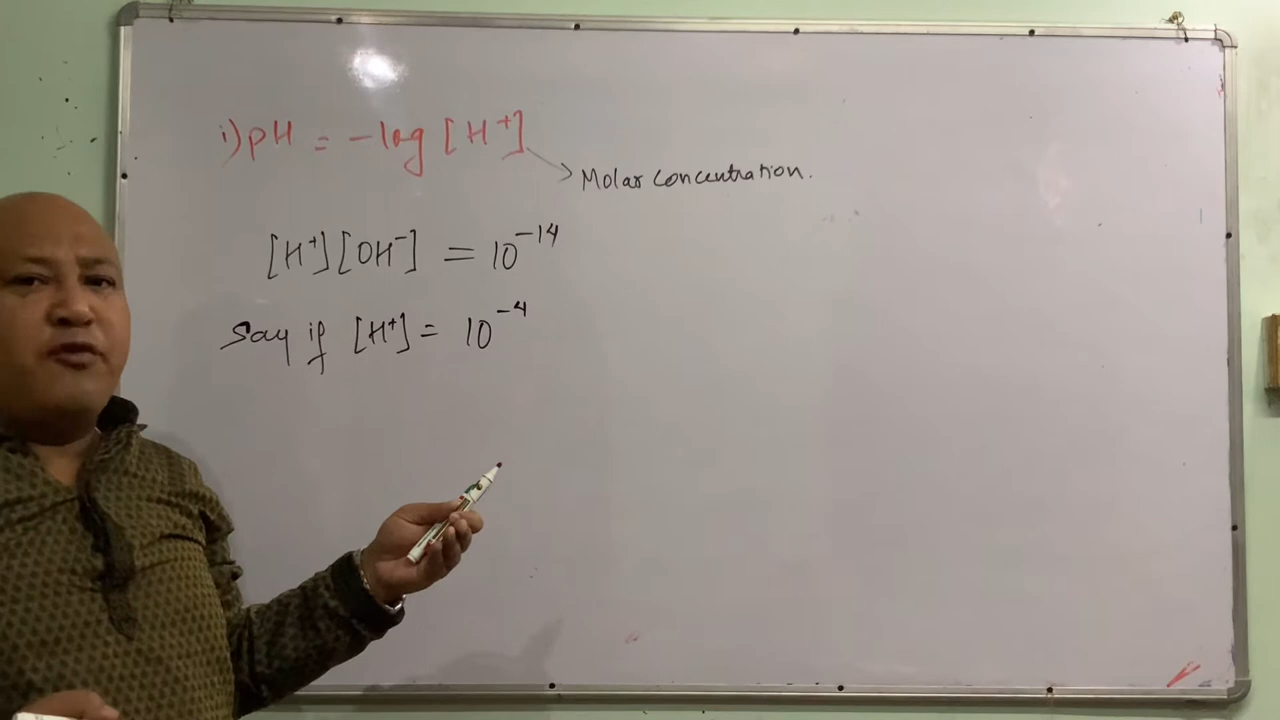 i) pH = -log [H⁺]
Molar concentration.
[H⁺][OH⁻] = 10⁻¹⁴
Say if [H⁺] = 10⁻⁴